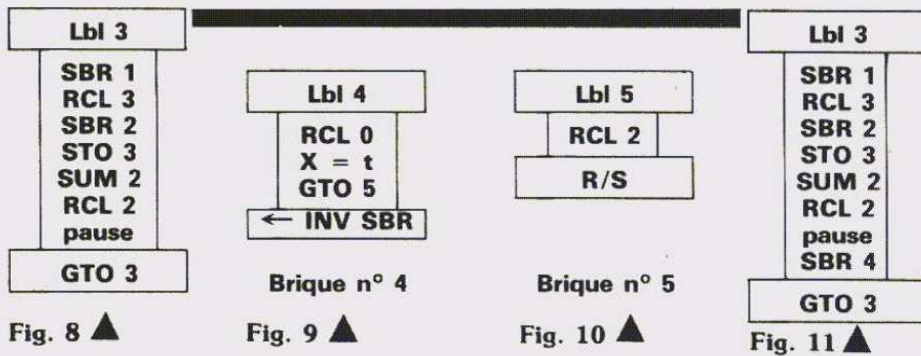 Lbl 3
SBR 1
RCL 3
SBR 2
STO 3
SUM 2
RCL 2
pause
GTO 3
Fig. 8 ▲
Lbl 4
RCL 0
X = t
GTO 5
← INV SBR
Brique n° 4
Fig. 9 ▲
Lbl 5
RCL 2
R/S
Brique n° 5
Fig. 10 ▲
Lbl 3
SBR 1
RCL 3
SBR 2
STO 3
SUM 2
RCL 2
pause
SBR 4
GTO 3
Fig. 11 ▲